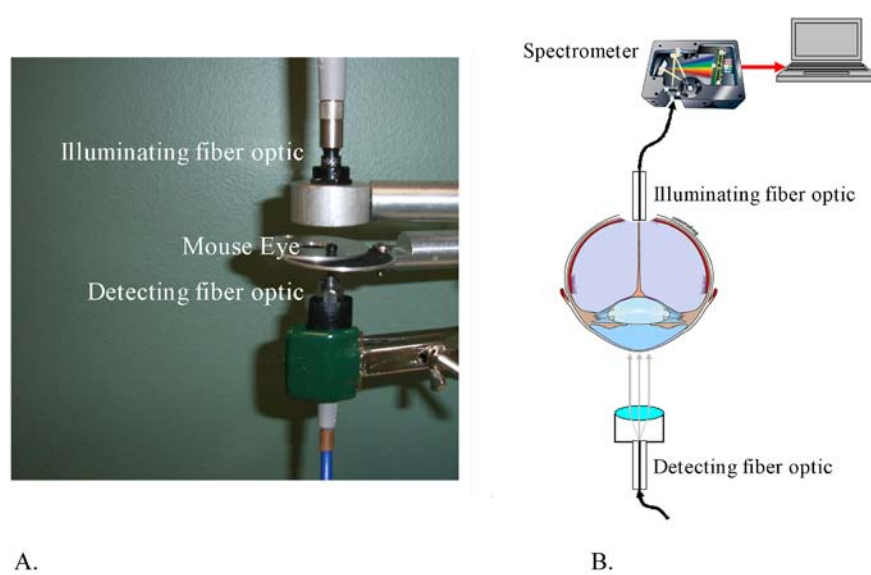 Illuminating fiber optic
Mouse Eye
Detecting fiber optic
A.
Spectrometer
Illuminating fiber optic
Detecting fiber optic
B.